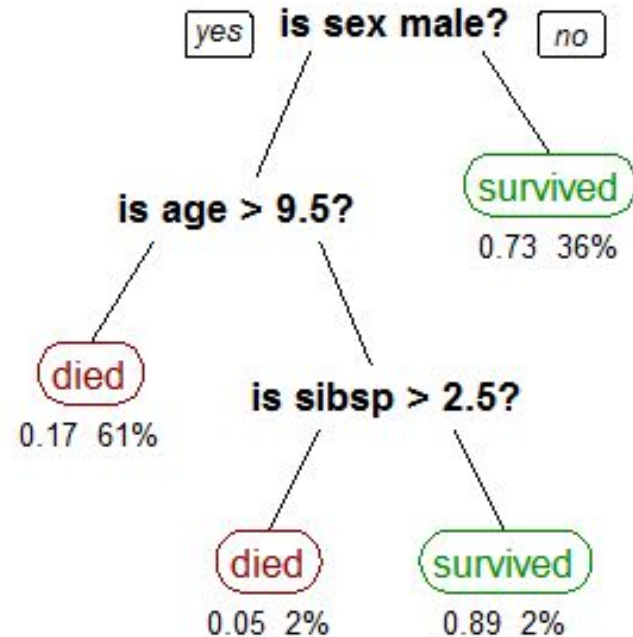 yes is sex male? no
is age > 9.5?
survived
0.73 36%
died
0.17 61%
is sibsp > 2.5?
died survived
0.05 2% 0.89 2%